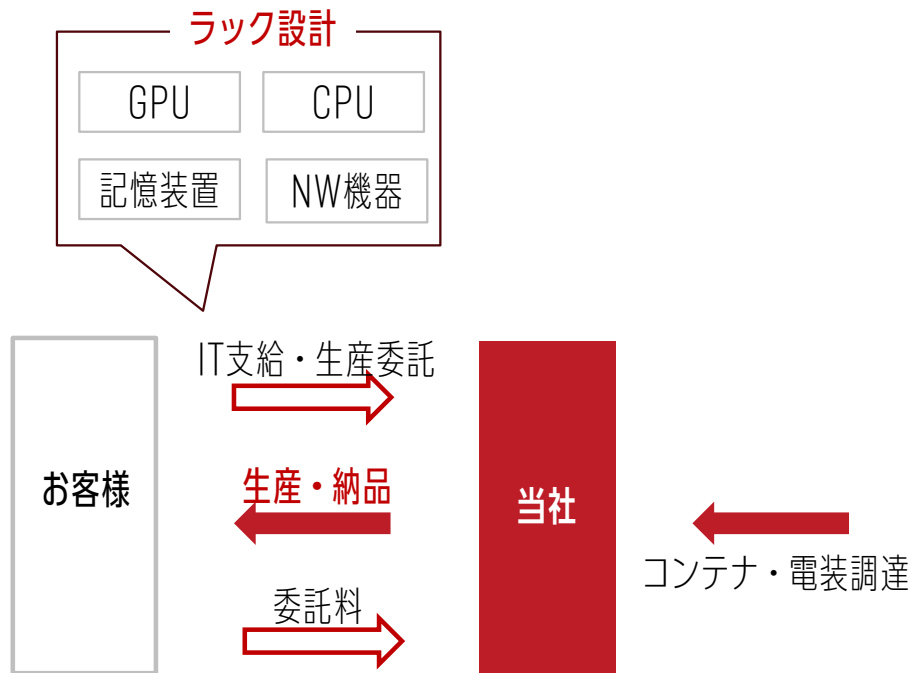 ラック設計
GPU
CPU
記憶装置
NW機器
IT支給・生産委託
お客様
生産・納品
当社
コンテナ・電装調達
委託料